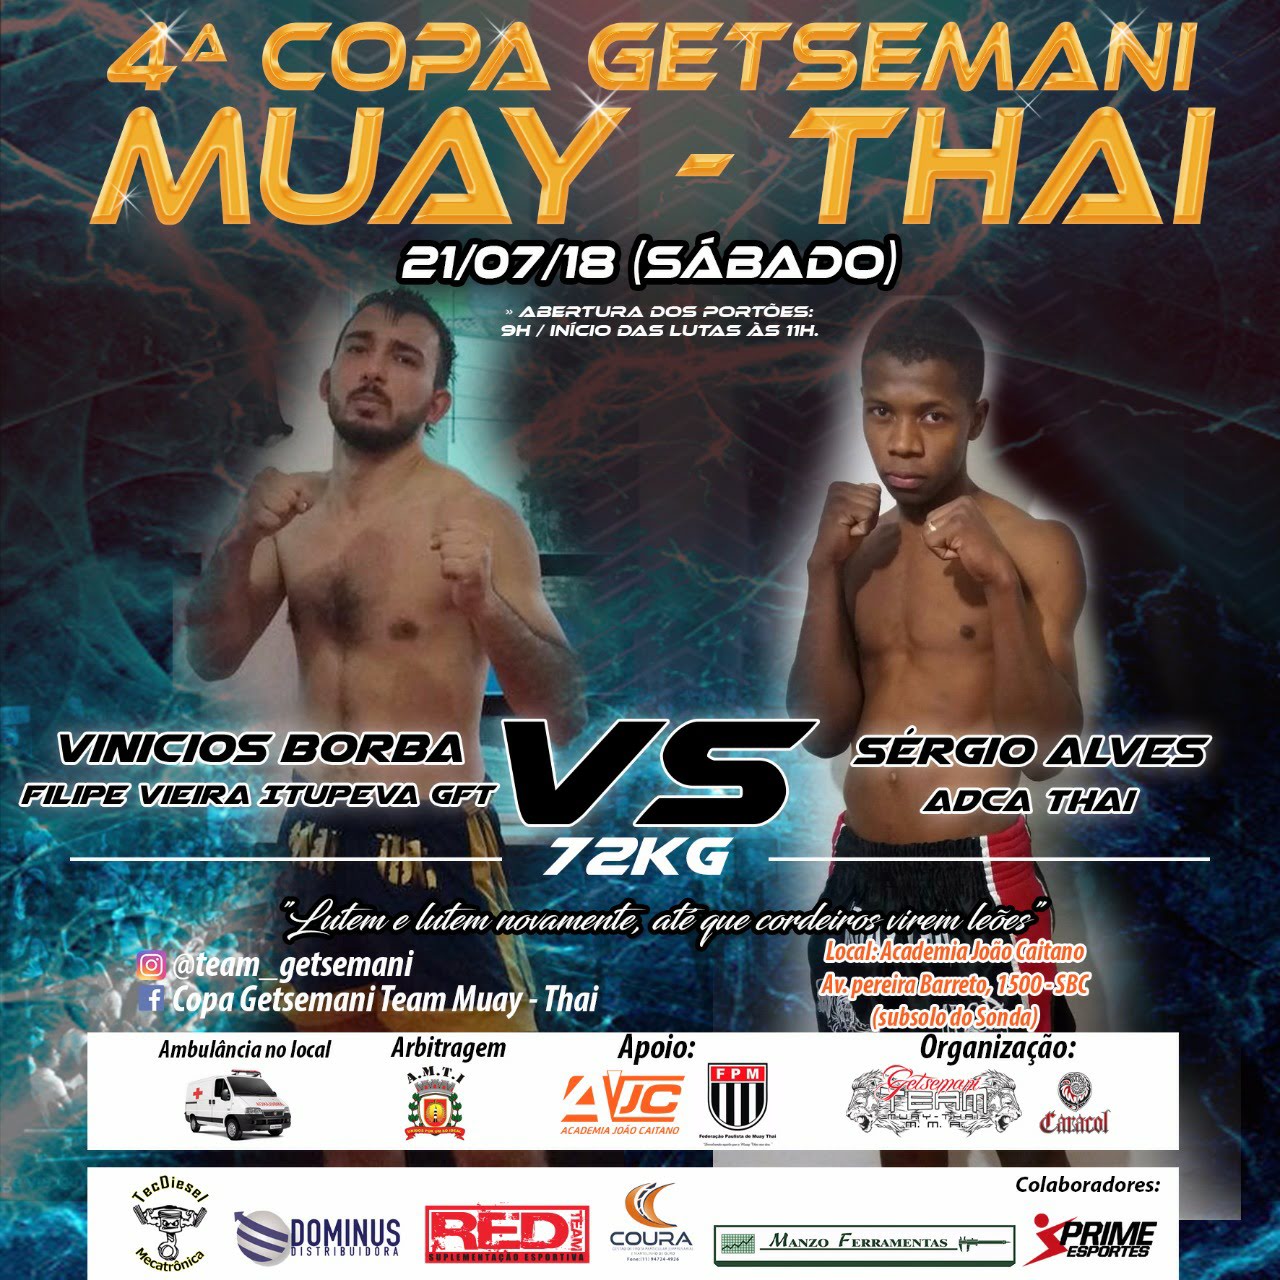 4ª COPA GETSEMANI
MUAY - THAI
21/07/18 (SÁBADO)
» ABERTURA DOS PORTÕES:
9H / INÍCIO DAS LUTAS ÀS 11H.
VINICIOS BORBA
FILIPE VIEIRA ITUPEVA GFT
VS
SÉRGIO ALVES
ADCA THAI
72KG
"Lutem e lutem novamente, até que cordeiros virem leões"
@team_getsemani
Copa Getsemani Team Muay - Thai
Local: Academia João Caitano
Av. pereira Barreto, 1500 - SBC
(subsolo do Sonda)
Ambulância no local
Arbitragem
A.M.T.I
Apoio:
AJC
ACADEMIA JOÃO CAITANO
FPM
Federação Paulista de Muay Thai
Organização:
Getsemani
TEAM
MUAY-THAI
M.M.A.
Caracol
Colaboradores:
TecDiesel
Mecatrônica
DOMINUS
DISTRIBUIDORA
RED
TEAM
SUPLEMENTAÇÃO ESPORTIVA
COURA
MANZO FERRAMENTAS
PRIME
ESPORTES